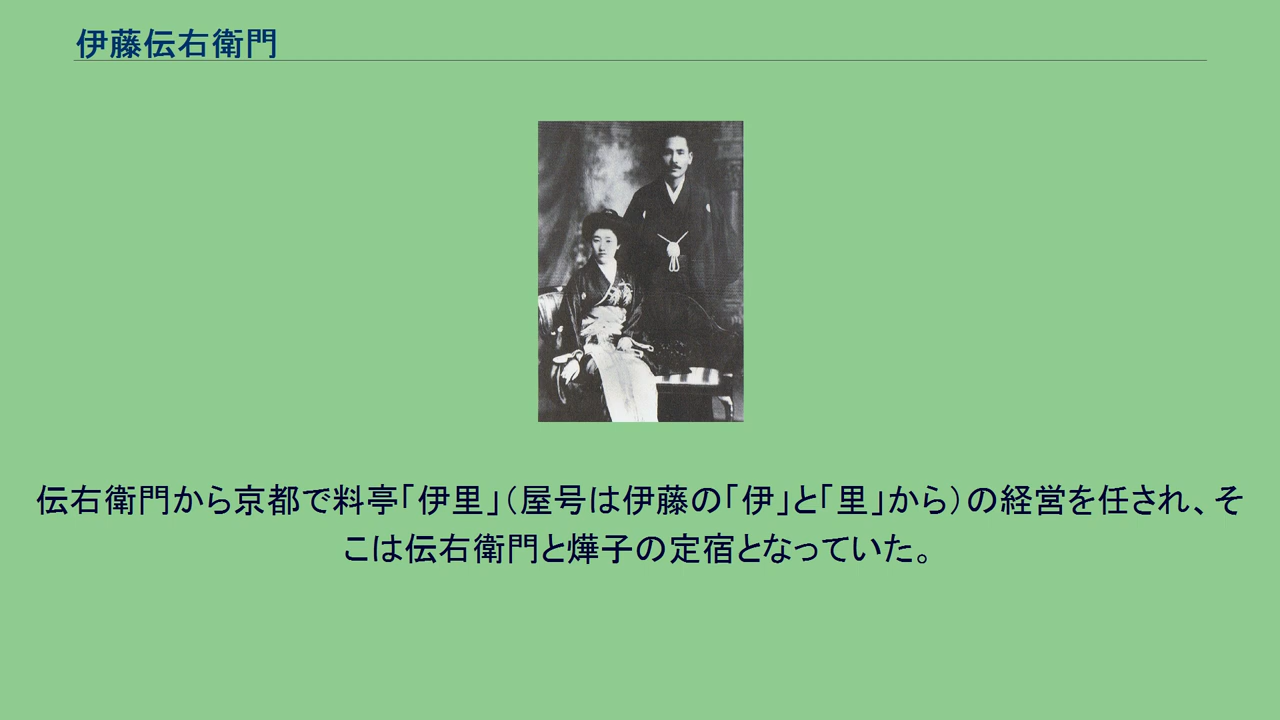 伊藤伝右衛門
伝右衛門から京都で料亭「伊里」（屋号は伊藤の「伊」と「里」から）の経営を任され、そ
こは伝右衛門と燁子の定宿となっていた。